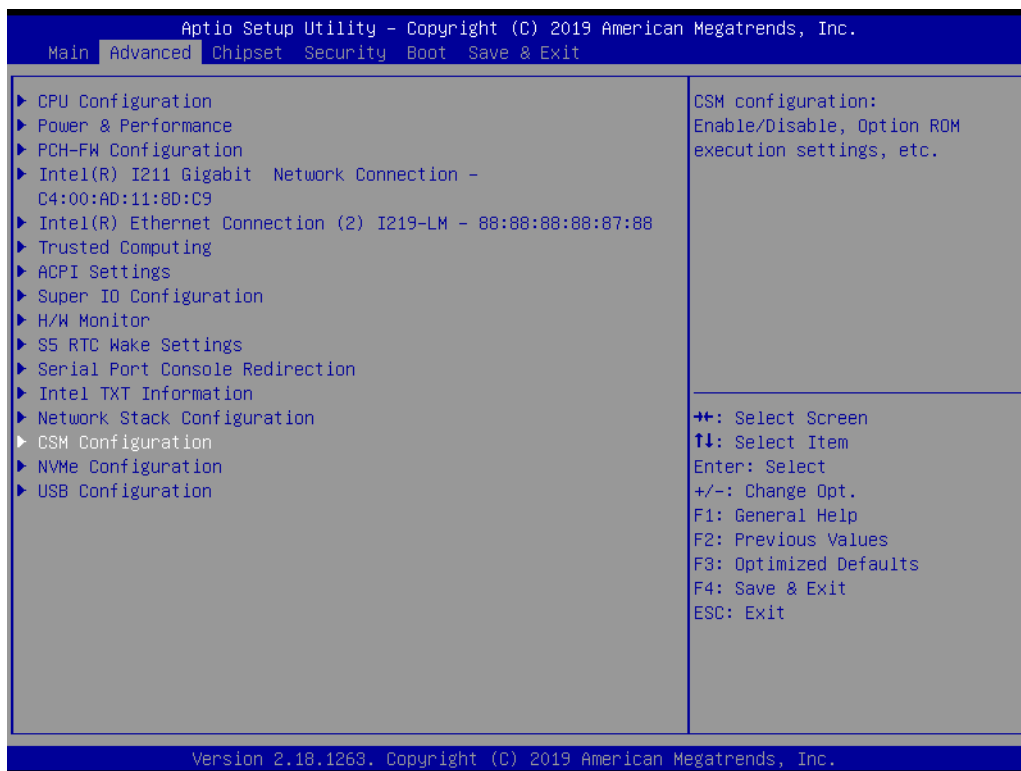 Aptio Setup Utility – Copyright (C) 2019 American Megatrends, Inc.
Main Advanced Chipset Security Boot Save & Exit
▶ CPU Configuration
▶ Power & Performance
▶ PCH-FW Configuration
▶ Intel(R) I211 Gigabit  Network Connection –
C4:00:AD:11:8D:C9
▶ Intel(R) Ethernet Connection (2) I219-LM – 88:88:88:88:87:88
▶ Trusted Computing
▶ ACPI Settings
▶ Super IO Configuration
▶ H/W Monitor
▶ S5 RTC Wake Settings
▶ Serial Port Console Redirection
▶ Intel TXT Information
▶ Network Stack Configuration
▶ CSM Configuration
▶ NVMe Configuration
▶ USB Configuration
CSM configuration:
Enable/Disable, Option ROM
execution settings, etc.
→←: Select Screen
↑↓: Select Item
Enter: Select
+/-: Change Opt.
F1: General Help
F2: Previous Values
F3: Optimized Defaults
F4: Save & Exit
ESC: Exit
Version 2.18.1263. Copyright (C) 2019 American Megatrends, Inc.